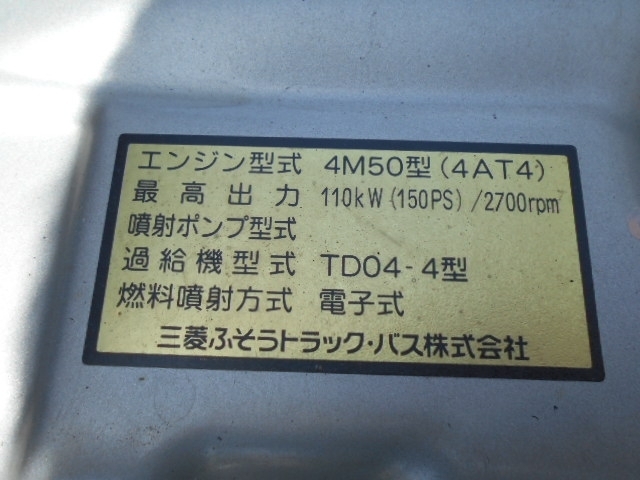 エンジン型式 4M50型(4AT4)
最高出力 110kW(150PS)/2700rpm
噴射ポンプ型式
過給機型式 TD04-4型
燃料噴射方式 電子式
三菱ふそうトラック・バス株式会社